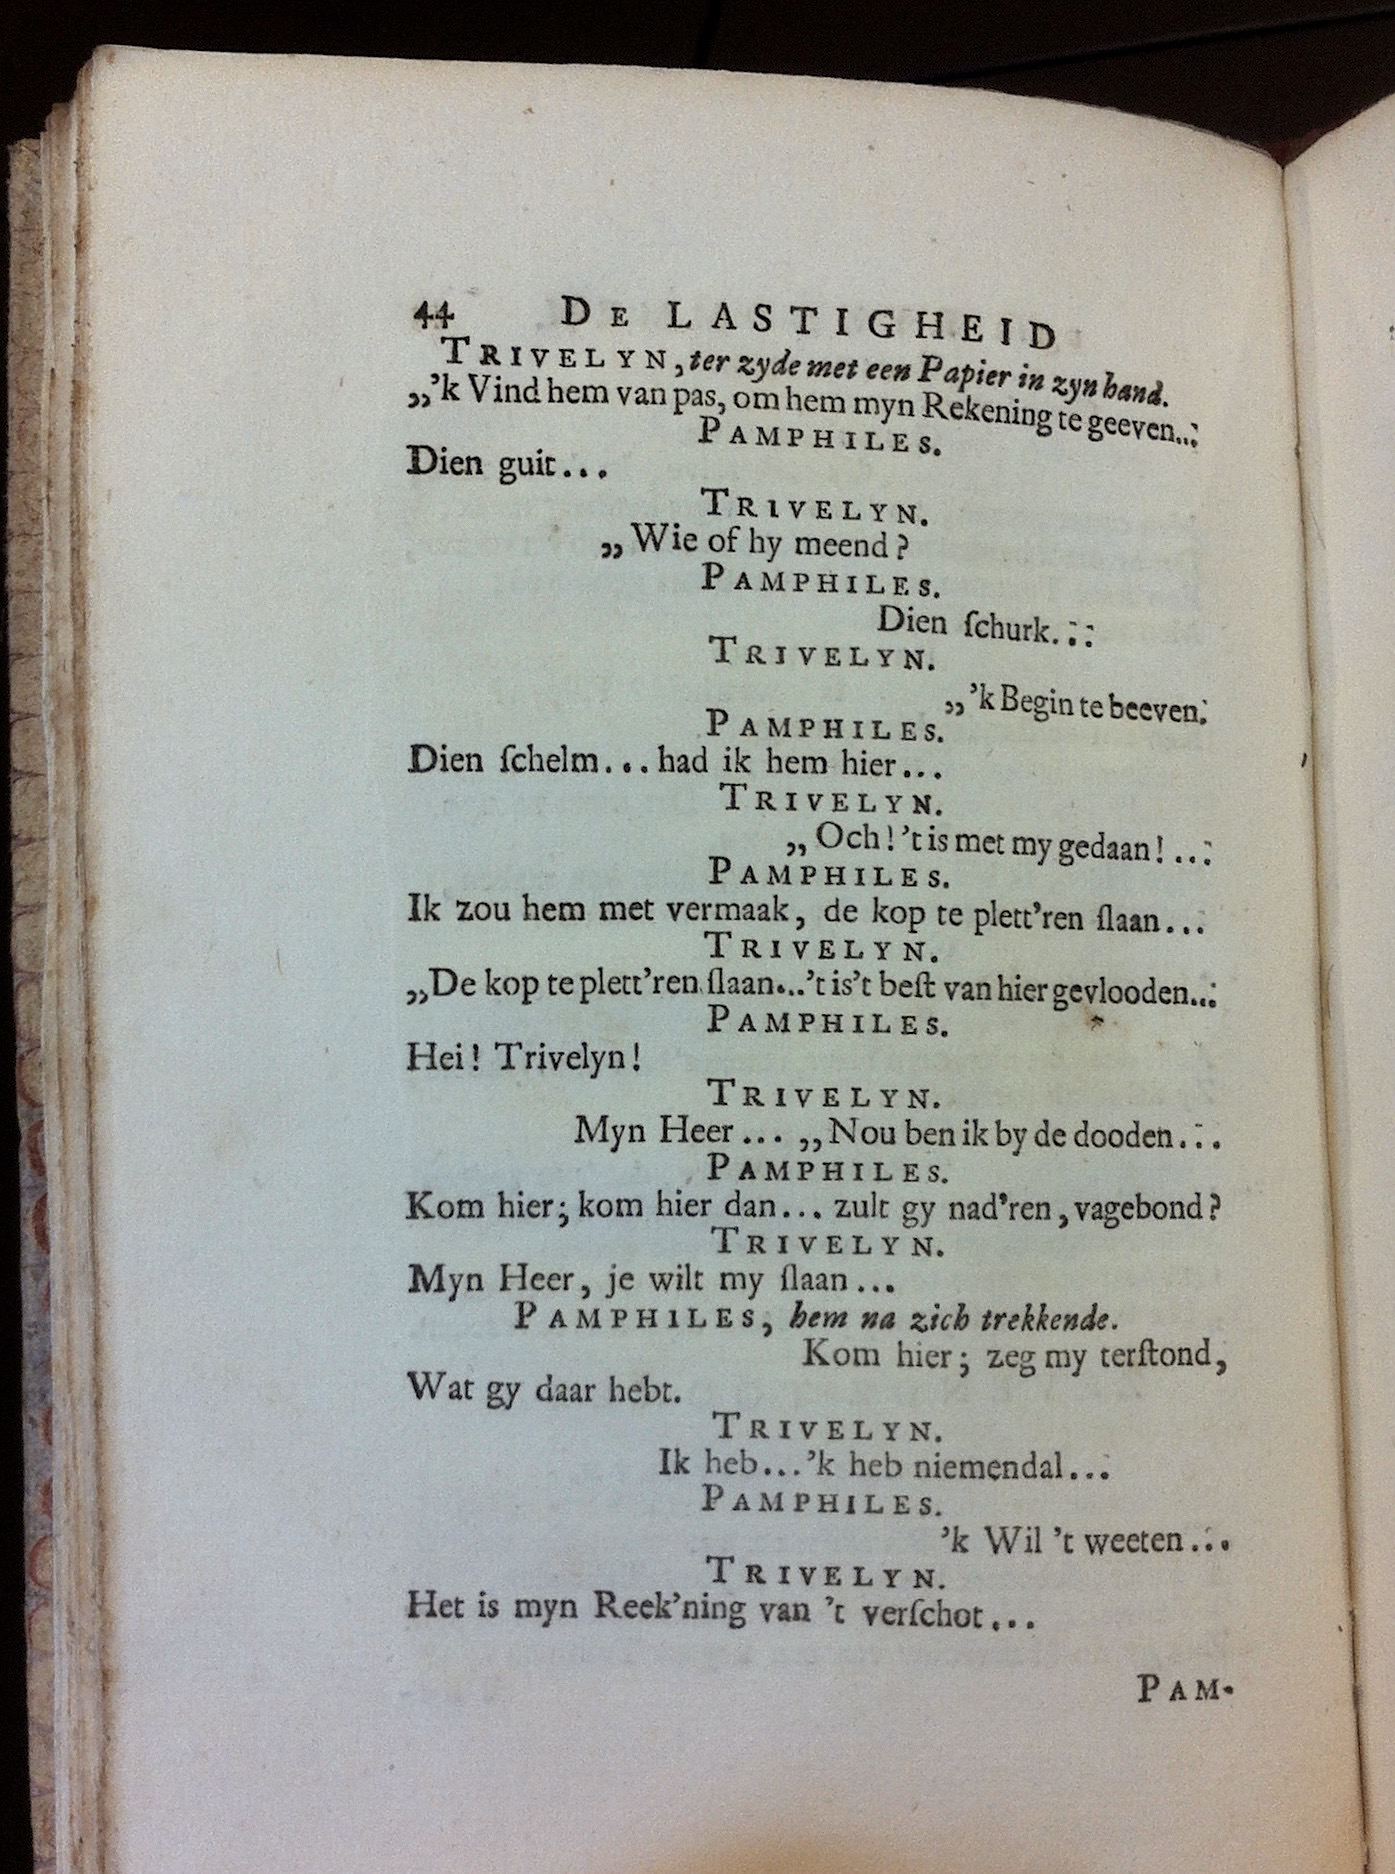 44 DE LASTIGHEID
TRIVELYN, ter zyde met een Papier in zyn hand.
„’k Vind hem van pas, om hem myn Rekening te geeven...
PAMPHILES.
Dien guit...
TRIVELYN.
„Wie of hy meend?
PAMPHILES.
Dien ſchurk...
TRIVELYN.
„’k Begin te beeven.
PAMPHILES.
Dien ſchelm... had ik hem hier...
TRIVELYN.
„Och! ’t is met my gedaan!...
PAMPHILES.
Ik zou hem met vermaak, de kop te plett’ren ſlaan...
TRIVELYN.
„De kop te plett’ren ſlaan...’t is ’t beſt van hier gevlooden...
PAMPHILES.
Hei! Trivelyn!
TRIVELYN.
Myn Heer... „Nou ben ik by de dooden...
PAMPHILES.
Kom hier; kom hier dan... zult gy nad’ren, vagebond?
TRIVELYN.
Myn Heer, je wilt my ſlaan...
PAMPHILES, hem na zich trekkende.
Kom hier; zeg my terſtond,
Wat gy daar hebt.
TRIVELYN.
Ik heb...’k heb niemendal...
PAMPHILES.
’k Wil ’t weeten...
TRIVELYN.
Het is myn Reek’ning van ’t verſchot...
PAM-